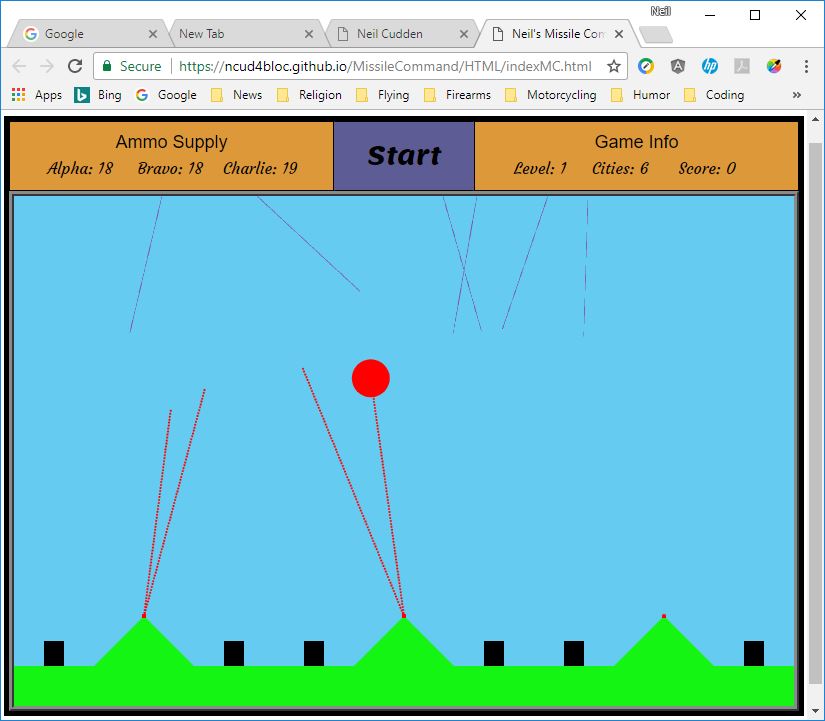 Neil
Google
New Tab
Neil Cudden
Neil's Missile Com
Secure
https://ncud4bloc.github.io/MissileCommand/HTML/indexMC.html
Apps
Bing
Google
News
Religion
Flying
Firearms
Motorcycling
Humor
Coding
»
Ammo Supply
Alpha: 18 Bravo: 18 Charlie: 19
Start
Game Info
Level: 1 Cities: 6 Score: 0